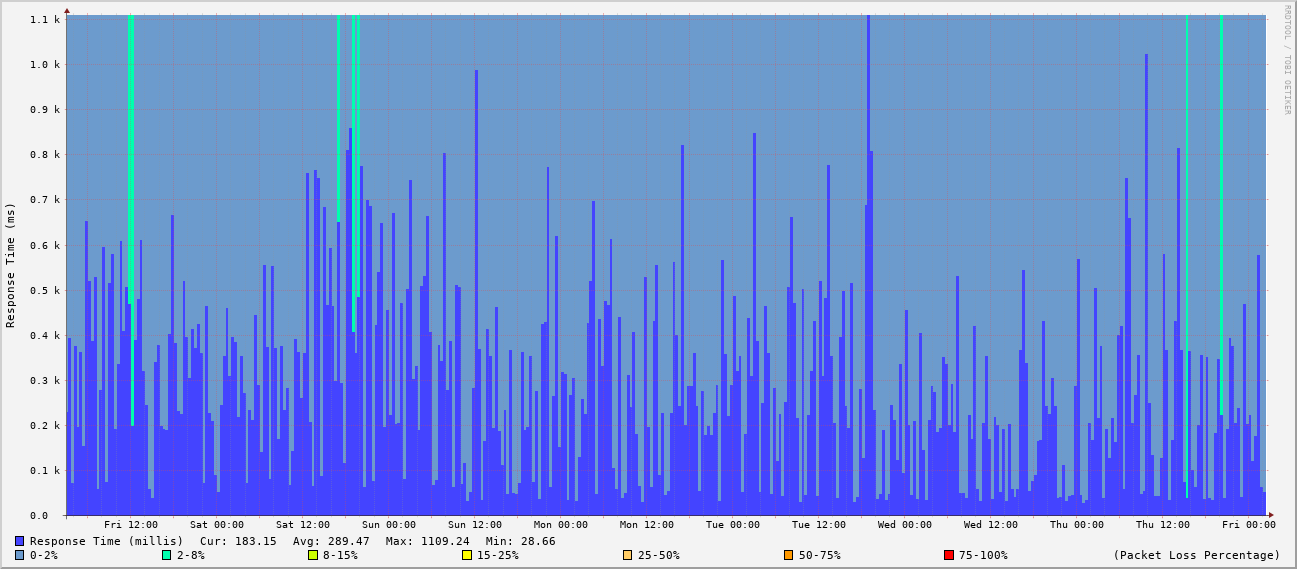 RRDTOOL / TOBI OETIKER
Response Time (ms)
1.1 k
1.0 k
0.9 k
0.8 k
0.7 k
0.6 k
0.5 k
0.4 k
0.3 k
0.2 k
0.1 k
0.0
Fri 12:00 Sat 00:00 Sat 12:00 Sun 00:00 Sun 12:00 Mon 00:00 Mon 12:00 Tue 00:00 Tue 12:00 Wed 00:00 Wed 12:00 Thu 00:00 Thu 12:00 Fri 00:00
Response Time (millis) Cur: 183.15 Avg: 289.47 Max: 1109.24 Min: 28.66
0-2% 2-8% 8-15% 15-25% 25-50% 50-75% 75-100% (Packet Loss Percentage)